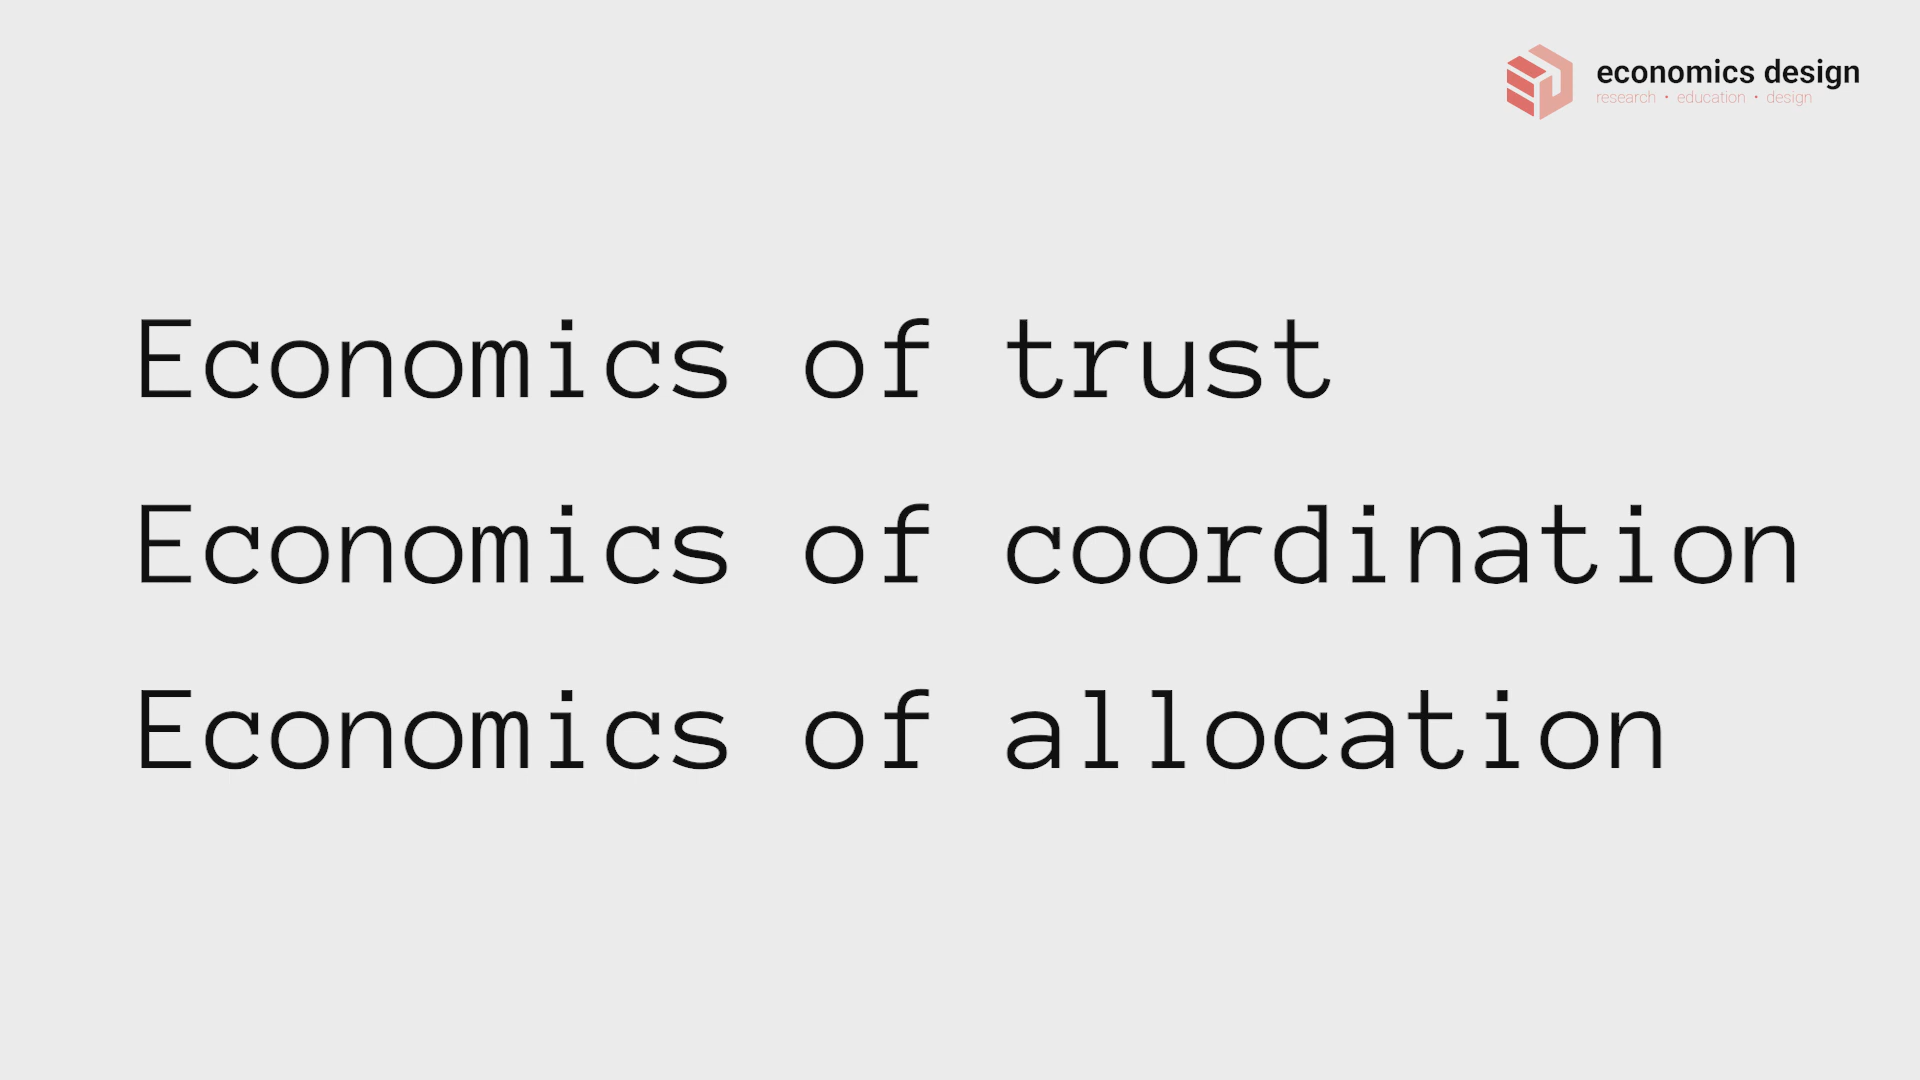 economics design
research • education • design
Economics of trust
Economics of coordination
Economics of allocation